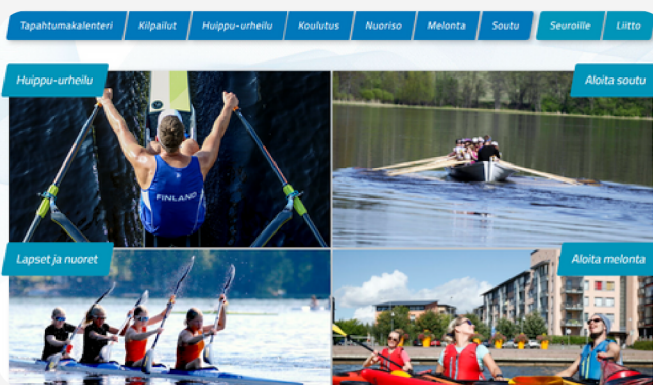 Tapahtumakalenteri Kilpailut Huippu-urheilu Koulutus Nuoriso Melonta Soutu Seuroille Liitto
Huippu-urheilu
Aloita soutu
FINLAND
Lapset ja nuoret
Aloita melonta